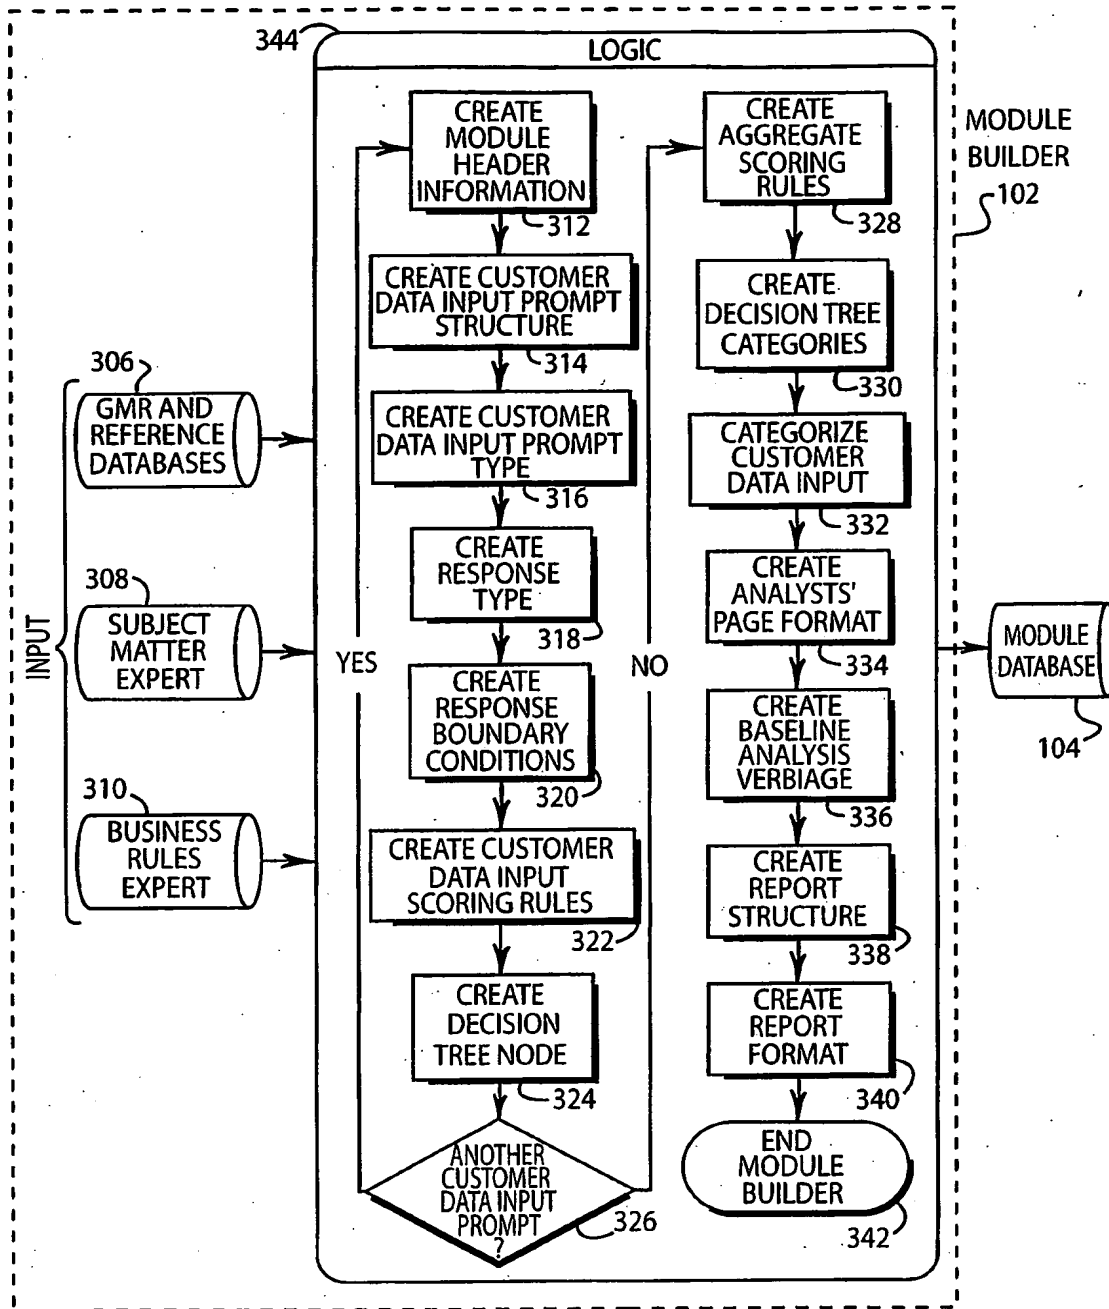 344
LOGIC
MODULE
BUILDER
102
CREATE
MODULE
HEADER
INFORMATION
312
CREATE CUSTOMER
DATA INPUT PROMPT
STRUCTURE
314
CREATE CUSTOMER
DATA INPUT PROMPT
TYPE
316
CREATE
RESPONSE
TYPE
318
CREATE
RESPONSE
BOUNDARY
CONDITIONS
320
CREATE CUSTOMER
DATA INPUT
SCORING RULES
322
CREATE
DECISION
TREE NODE
324
ANOTHER
CUSTOMER
DATA INPUT
PROMPT
?
326
YES
NO
CREATE
AGGREGATE
SCORING
RULES
328
CREATE
DECISION TREE
CATEGORIES
330
CATEGORIZE
CUSTOMER
DATA INPUT
332
CREATE
ANALYSTS'
PAGE FORMAT
334
CREATE
BASELINE
ANALYSIS
VERBIAGE
336
CREATE
REPORT
STRUCTURE
338
CREATE
REPORT
FORMAT
340
END
MODULE
BUILDER
342
INPUT
306
GMR AND
REFERENCE
DATABASES
308
SUBJECT
MATTER
EXPERT
310
BUSINESS
RULES
EXPERT
MODULE
DATABASE
104